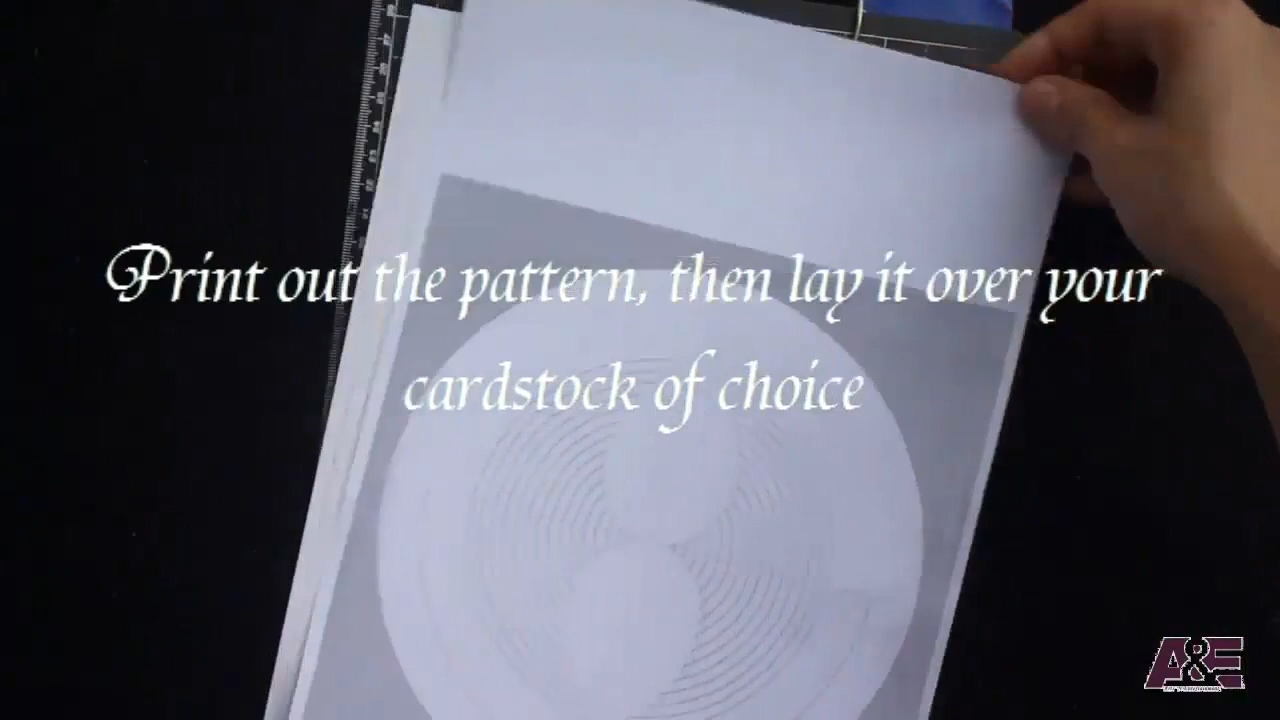 Print out the pattern, then lay it over your
cardstock of choice
A&E